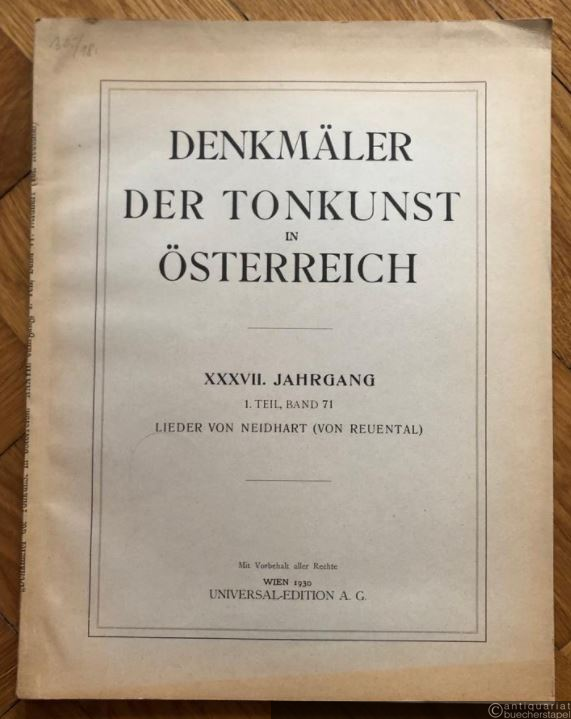 DENKMÄLER
DER TONKUNST
IN
ÖSTERREICH
XXXVII. JAHRGANG
1. TEIL, BAND 71
LIEDER VON NEIDHART (VON REUENTAL)
Mit Vorbehalt aller Rechte
WIEN 1930
UNIVERSAL-EDITION A. G.
antiquariat
buecherstapel